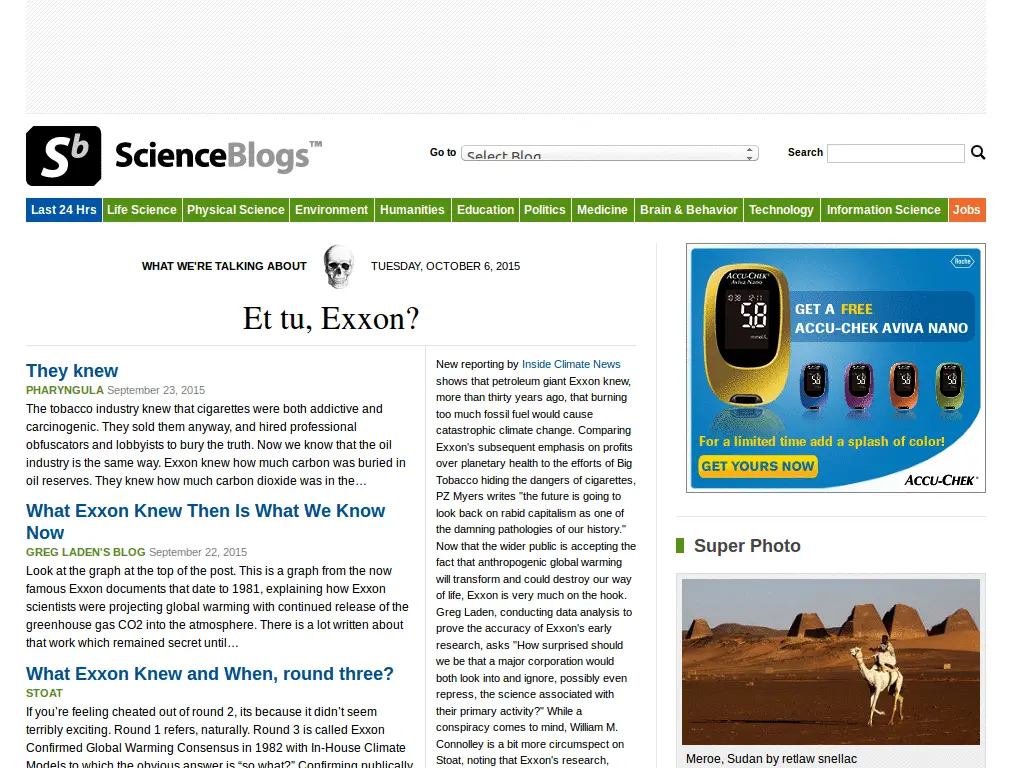 Sb ScienceBlogs™
Go to Select Blog
Search
Last 24 Hrs Life Science Physical Science Environment Humanities Education Politics Medicine Brain & Behavior Technology Information Science Jobs
WHAT WE'RE TALKING ABOUT TUESDAY, OCTOBER 6, 2015
Et tu, Exxon?
They knew
PHARYNGULA September 23, 2015
The tobacco industry knew that cigarettes were both addictive and
carcinogenic. They sold them anyway, and hired professional
obfuscators and lobbyists to bury the truth. Now we know that the oil
industry is the same way. Exxon knew how much carbon was buried in
oil reserves. They knew how much carbon dioxide was in the…
What Exxon Knew Then Is What We Know
Now
GREG LADEN'S BLOG September 22, 2015
Look at the graph at the top of the post. This is a graph from the now
famous Exxon documents that date to 1981, explaining how Exxon
scientists were projecting global warming with continued release of the
greenhouse gas CO2 into the atmosphere. There is a lot written about
that work which remained secret until…
What Exxon Knew and When, round three?
STOAT
If you’re feeling cheated out of round 2, its because it didn’t seem
terribly exciting. Round 1 refers, naturally. Round 3 is called Exxon
Confirmed Global Warming Consensus in 1982 with In-House Climate
Models to which the obvious answer is “so what?” Confirming publically
New reporting by Inside Climate News
shows that petroleum giant Exxon knew,
more than thirty years ago, that burning
too much fossil fuel would cause
catastrophic climate change. Comparing
Exxon's subsequent emphasis on profits
over planetary health to the efforts of Big
Tobacco hiding the dangers of cigarettes,
PZ Myers writes "the future is going to
look back on rabid capitalism as one of
the damning pathologies of our history."
Now that the wider public is accepting the
fact that anthropogenic global warming
will transform and could destroy our way
of life, Exxon is very much on the hook.
Greg Laden, conducting data analysis to
prove the accuracy of Exxon's early
research, asks "How surprised should
we be that a major corporation would
both look into and ignore, possibly even
repress, the science associated with
their primary activity?" While a
conspiracy comes to mind, William M.
Connolley is a bit more circumspect on
Stoat, noting that Exxon's research,
Roche
ACCU-CHEK®
Aviva Nano
10:38 12-11
5.8
mmol/L
GET A FREE
ACCU-CHEK AVIVA NANO
5.8 5.8 5.8 5.8
For a limited time add a splash of color!
GET YOURS NOW
ACCU-CHEK®
Super Photo
Meroe, Sudan by retlaw snellac